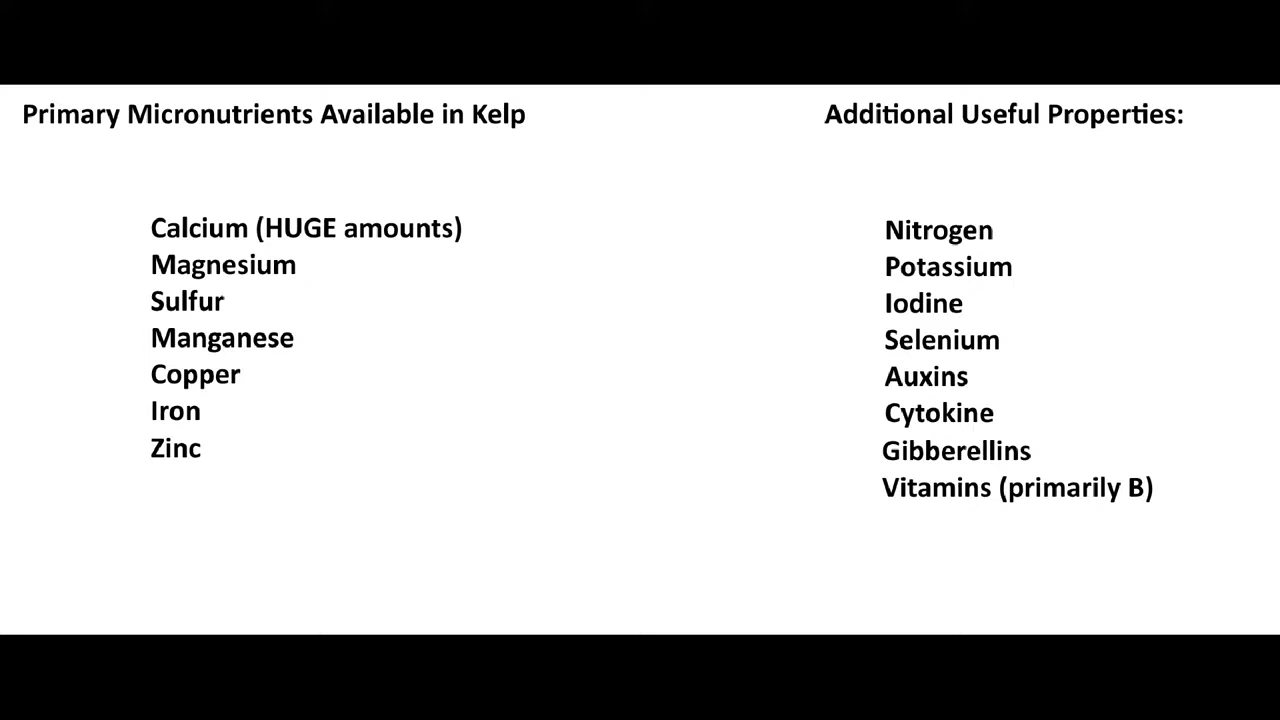 Primary Micronutrients Available in Kelp
Calcium (HUGE amounts)
Magnesium
Sulfur
Manganese
Copper
Iron
Zinc
Additional Useful Properties:
Nitrogen
Potassium
Iodine
Selenium
Auxins
Cytokine
Gibberellins
Vitamins (primarily B)